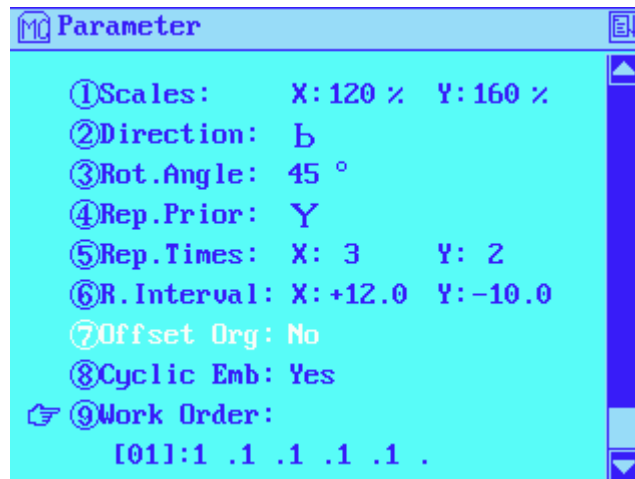 MC Parameter
①Scales: X:120 % Y:160 %
②Direction: Ь
③Rot.Angle: 45 °
④Rep.Prior: Y
⑤Rep.Times: X: 3 Y: 2
⑥R.Interval: X:+12.0 Y:-10.0
⑦Offset Org: No
⑧Cyclic Emb: Yes
⑨Work Order:
[01]:1 .1 .1 .1 .1 .